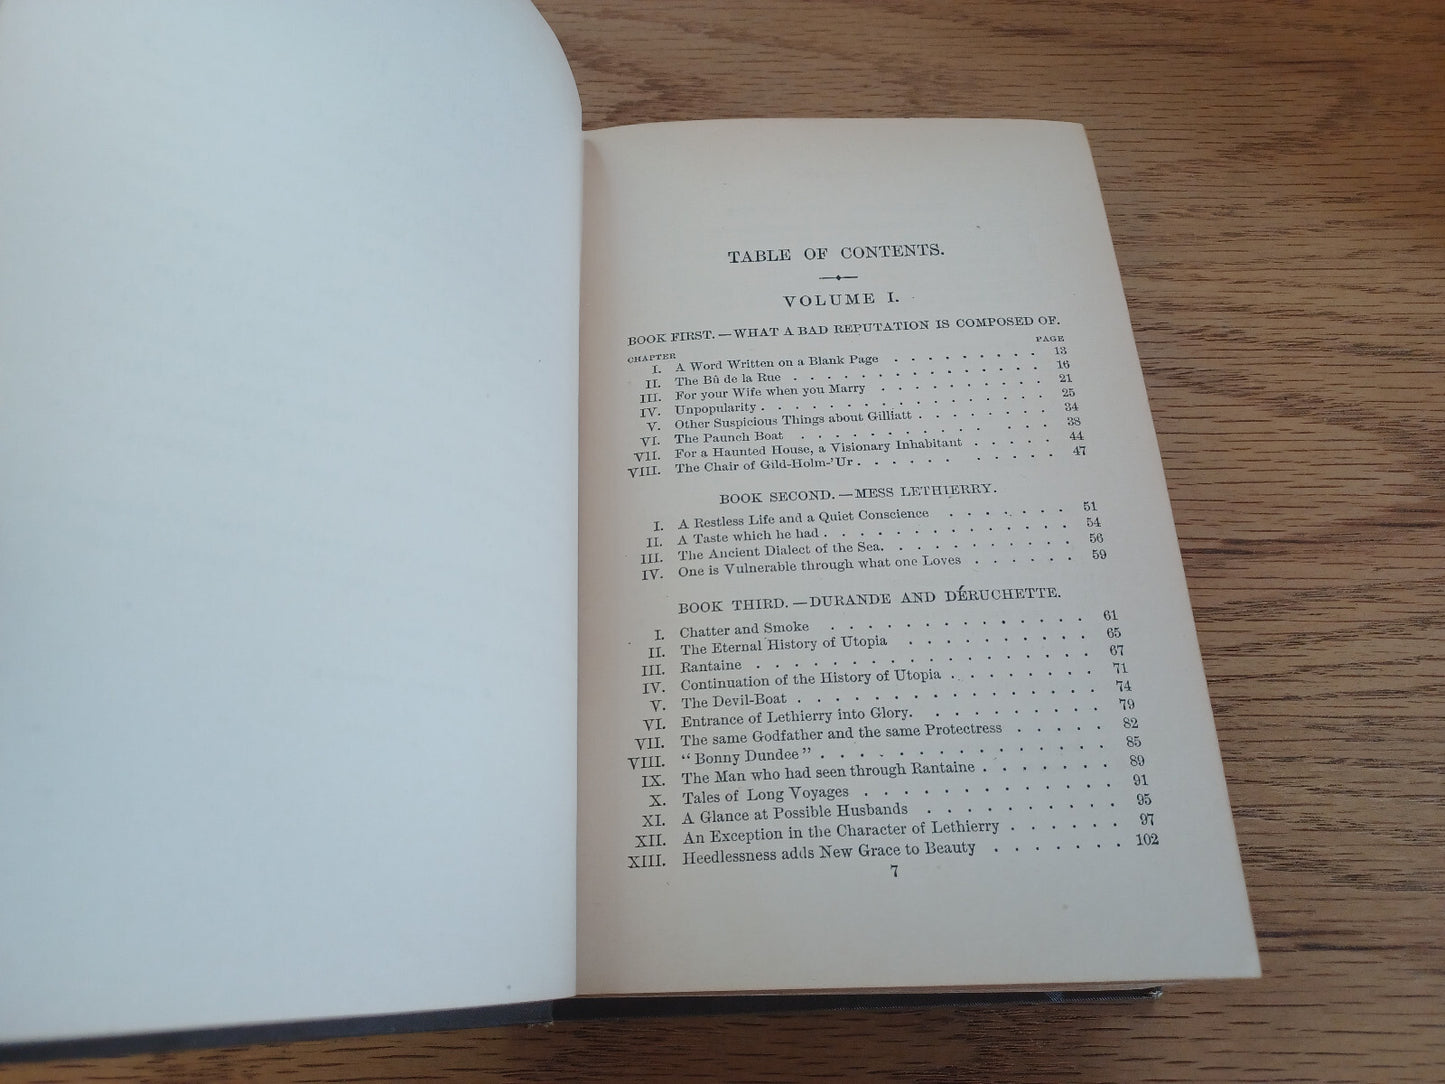 TABLE OF CONTENTS.
VOLUME I.
BOOK FIRST.—WHAT A BAD REPUTATION IS COMPOSED OF.
CHAPTER PAGE
I. A Word Written on a Blank Page . . . . . . . . . 13
II. The Bû de la Rue . . . . . . . . . . . . . 16
III. For your Wife when you Marry . . . . . . . . . 21
IV. Unpopularity . . . . . . . . . . . . . . 25
V. Other Suspicious Things about Gilliatt . . . . . . . 34
VI. The Paunch Boat . . . . . . . . . . . . 38
VII. For a Haunted House, a Visionary Inhabitant . . . . . 44
VIII. The Chair of Gild-Holm-'Ur . . . . . . . . . . 47
BOOK SECOND.—MESS LETHIERRY.
I. A Restless Life and a Quiet Conscience . . . . . . . 51
II. A Taste which he had . . . . . . . . . . . . 54
III. The Ancient Dialect of the Sea. . . . . . . . . . 56
IV. One is Vulnerable through what one Loves . . . . . . 59
BOOK THIRD.—DURANDE AND DÉRUCHETTE.
I. Chatter and Smoke . . . . . . . . . . . . 61
II. The Eternal History of Utopia . . . . . . . . . 65
III. Rantaine . . . . . . . . . . . . . . . 67
IV. Continuation of the History of Utopia . . . . . . . 71
V. The Devil-Boat . . . . . . . . . . . . . 74
VI. Entrance of Lethierry into Glory. . . . . . . . . 79
VII. The same Godfather and the same Protectress . . . . . 82
VIII. “Bonny Dundee” . . . . . . . . . . . . 85
IX. The Man who had seen through Rantaine . . . . . . . 89
X. Tales of Long Voyages . . . . . . . . . . . 91
XI. A Glance at Possible Husbands . . . . . . . . . 95
XII. An Exception in the Character of Lethierry . . . . . . 97
XIII. Heedlessness adds New Grace to Beauty . . . . . . . 102
7